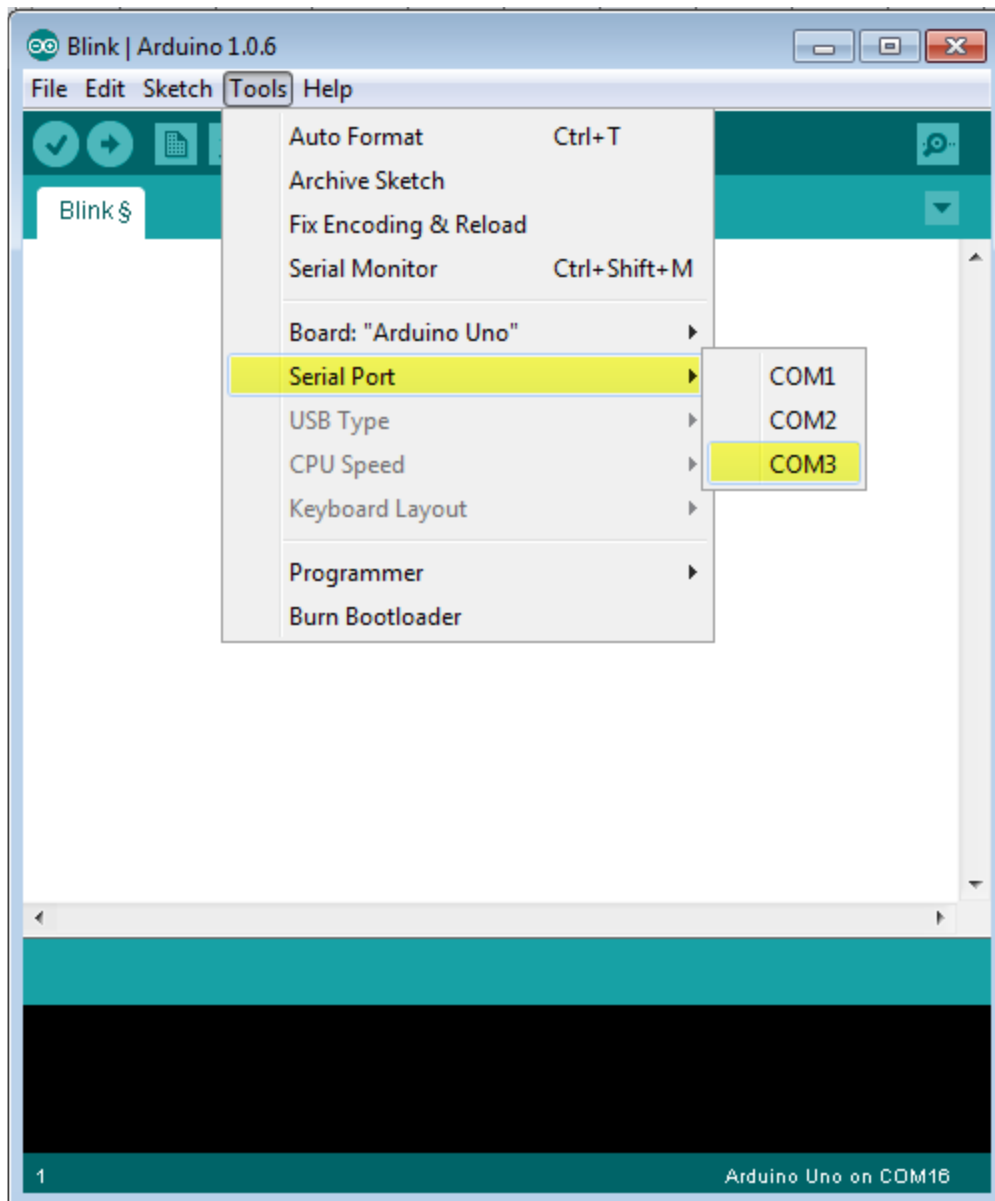 Blink | Arduino 1.0.6
File Edit Sketch Tools Help
Auto Format Ctrl+T
Archive Sketch
Blink §
Fix Encoding & Reload
Serial Monitor Ctrl+Shift+M
Board: "Arduino Uno"
Serial Port
COM1
USB Type
COM2
CPU Speed
COM3
Keyboard Layout
Programmer
Burn Bootloader
1 Arduino Uno on COM16